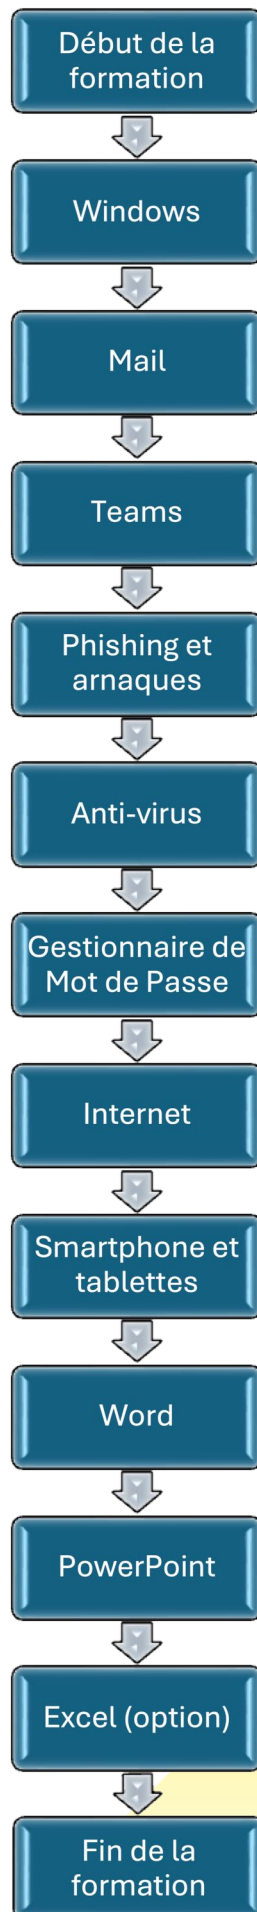 Début de la
formation
Windows
Mail
Teams
Phishing et
arnaques
Anti-virus
Gestionnaire de
Mot de Passe
Internet
Smartphone et
tablettes
Word
PowerPoint
Excel (option)
Fin de la
formation